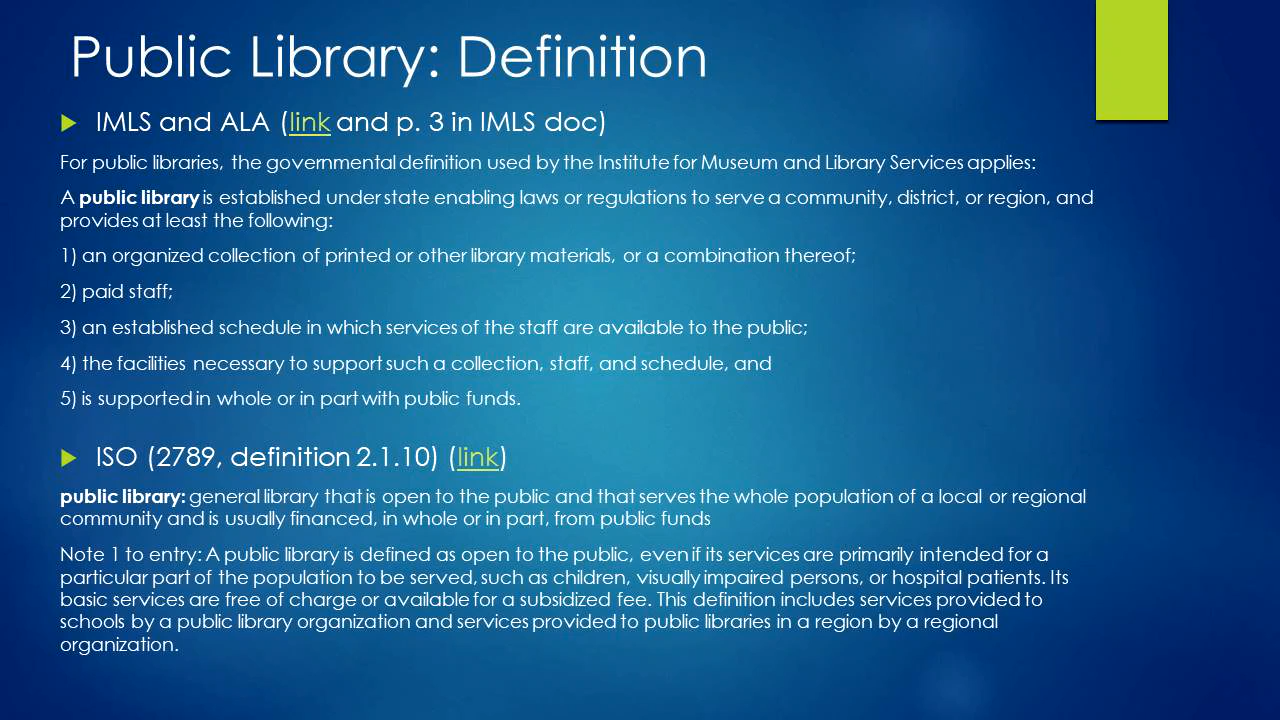 Public Library: Definition
IMLS and ALA (link and p. 3 in IMLS doc)
For public libraries, the governmental definition used by the Institute for Museum and Library Services applies:
A public library is established under state enabling laws or regulations to serve a community, district, or region, and
provides at least the following:
1) an organized collection of printed or other library materials, or a combination thereof;
2) paid staff;
3) an established schedule in which services of the staff are available to the public;
4) the facilities necessary to support such a collection, staff, and schedule, and
5) is supported in whole or in part with public funds.
ISO (2789, definition 2.1.10) (link)
public library: general library that is open to the public and that serves the whole population of a local or regional
community and is usually financed, in whole or in part, from public funds
Note 1 to entry: A public library is defined as open to the public, even if its services are primarily intended for a
particular part of the population to be served, such as children, visually impaired persons, or hospital patients. Its
basic services are free of charge or available for a subsidized fee. This definition includes services provided to
schools by a public library organization and services provided to public libraries in a region by a regional
organization.